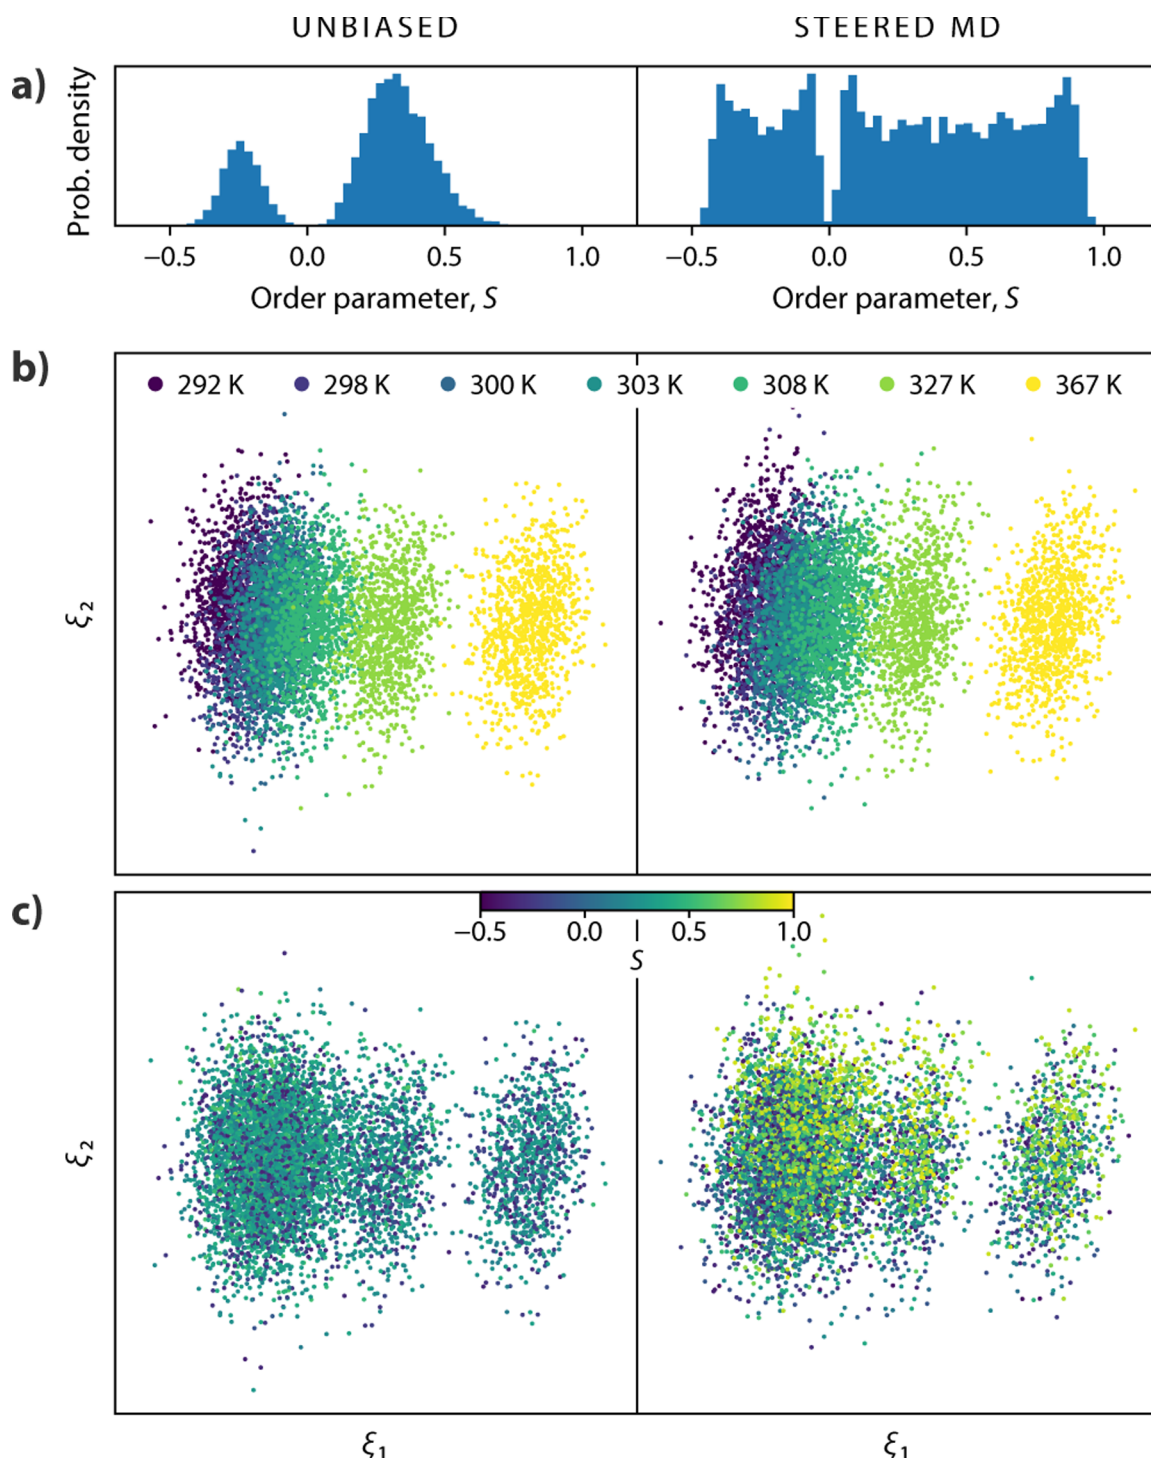 UNBIASED STEERED MD
a)
Prob. density
−0.5 0.0 0.5 1.0 −0.5 0.0 0.5 1.0
Order parameter, S Order parameter, S
b)
292 K 298 K 300 K 303 K 308 K 327 K 367 K
ξ2
c)
−0.5 0.0 0.5 1.0
S
ξ2
ξ1 ξ1